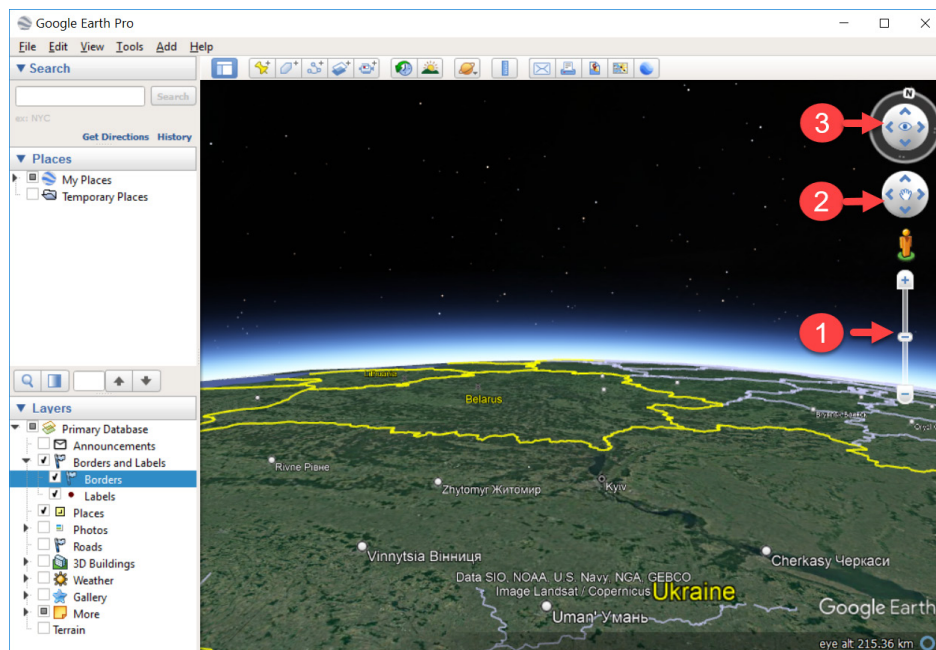 Google Earth Pro
File Edit View Tools Add Help
Search
Search
ex: NYC
Get Directions History
Places
My Places
Temporary Places
Layers
Primary Database
Announcements
Borders and Labels
Borders
Labels
Places
Photos
Roads
3D Buildings
Weather
Gallery
More
Terrain
N
3
2
1
Belarus
Rivne Рівне
Zhytomyr Житомир
Kyiv
Vinnytsia Вінниця
Cherkasy Черкаси
Data SIO, NOAA, U.S. Navy, NGA, GEBCO
Image Landsat / Copernicus
Ukraine
Uman' Умань
Google Earth
eye alt 215.36 km